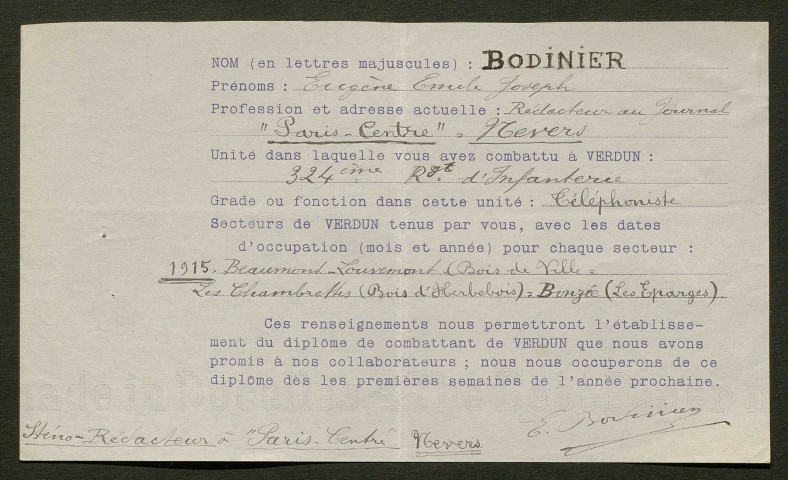 NOM (en lettres majuscules) : BODINIER
Prénoms : Eugène Emile Joseph
Profession et adresse actuelle : Rédacteur au Journal
"Paris-Centre" = Nevers
Unité dans laquelle vous avez combattu à VERDUN :
324ème Rgt d'Infanterie
Grade ou fonction dans cette unité : Téléphoniste
Secteurs de VERDUN tenus par vous, avec les dates
d'occupation (mois et année) pour chaque secteur :
1915. Beaumont-Louvemont (Bois de Ville =
Les Chambrettes (Bois d'Herbebois) = Bonzée (Les Eparges)
Ces renseignements nous permettront l'établisse-
ment du diplôme de combattant de VERDUN que nous avons
promis à nos collaborateurs ; nous nous occuperons de ce
diplôme dès les premières semaines de l'année prochaine.
E. Bodinier
Sténo-Rédacteur à "Paris-Centre" Nevers